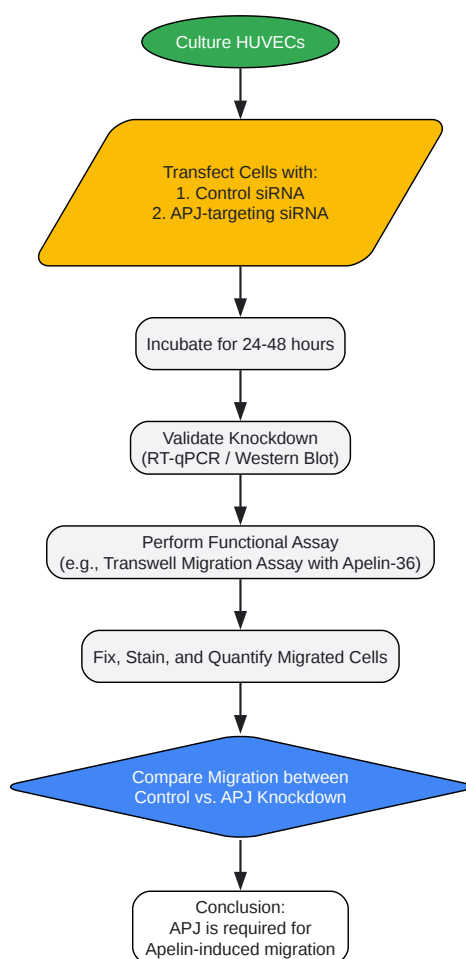 Culture HUVECs
Transfect Cells with:
1. Control siRNA
2. APJ-targeting siRNA
Incubate for 24-48 hours
Validate Knockdown
(RT-qPCR / Western Blot)
Perform Functional Assay
(e.g., Transwell Migration Assay with Apelin-36)
Fix, Stain, and Quantify Migrated Cells
Compare Migration between
Control vs. APJ Knockdown
Conclusion:
APJ is required for
Apelin-induced migration